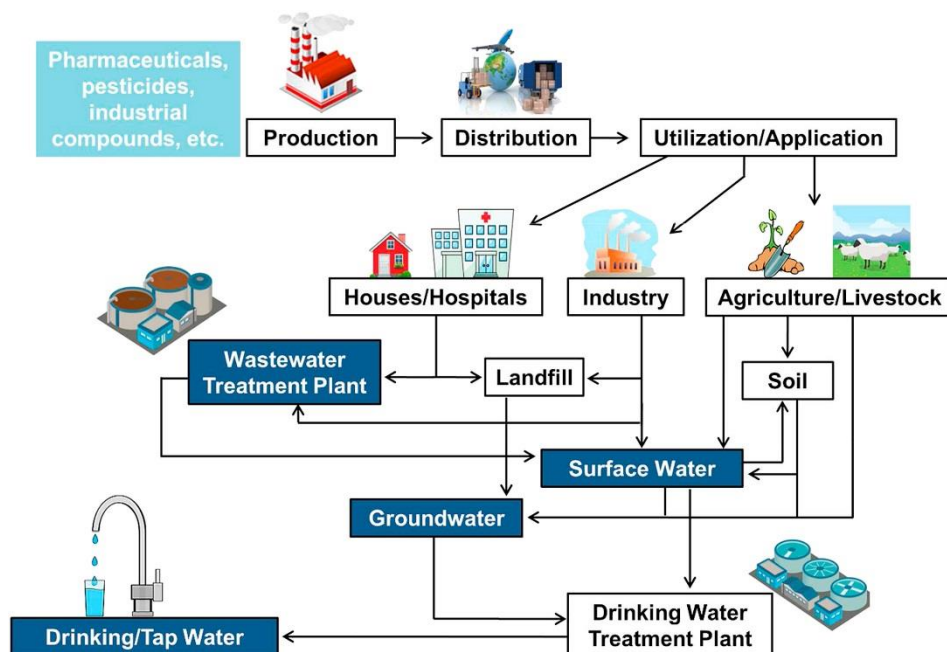 Pharmaceuticals,
pesticides,
industrial
compounds, etc.
Production
Distribution
Utilization/Application
Houses/Hospitals
Industry
Agriculture/Livestock
Wastewater
Treatment Plant
Landfill
Soil
Surface Water
Groundwater
Drinking/Tap Water
Drinking Water
Treatment Plant